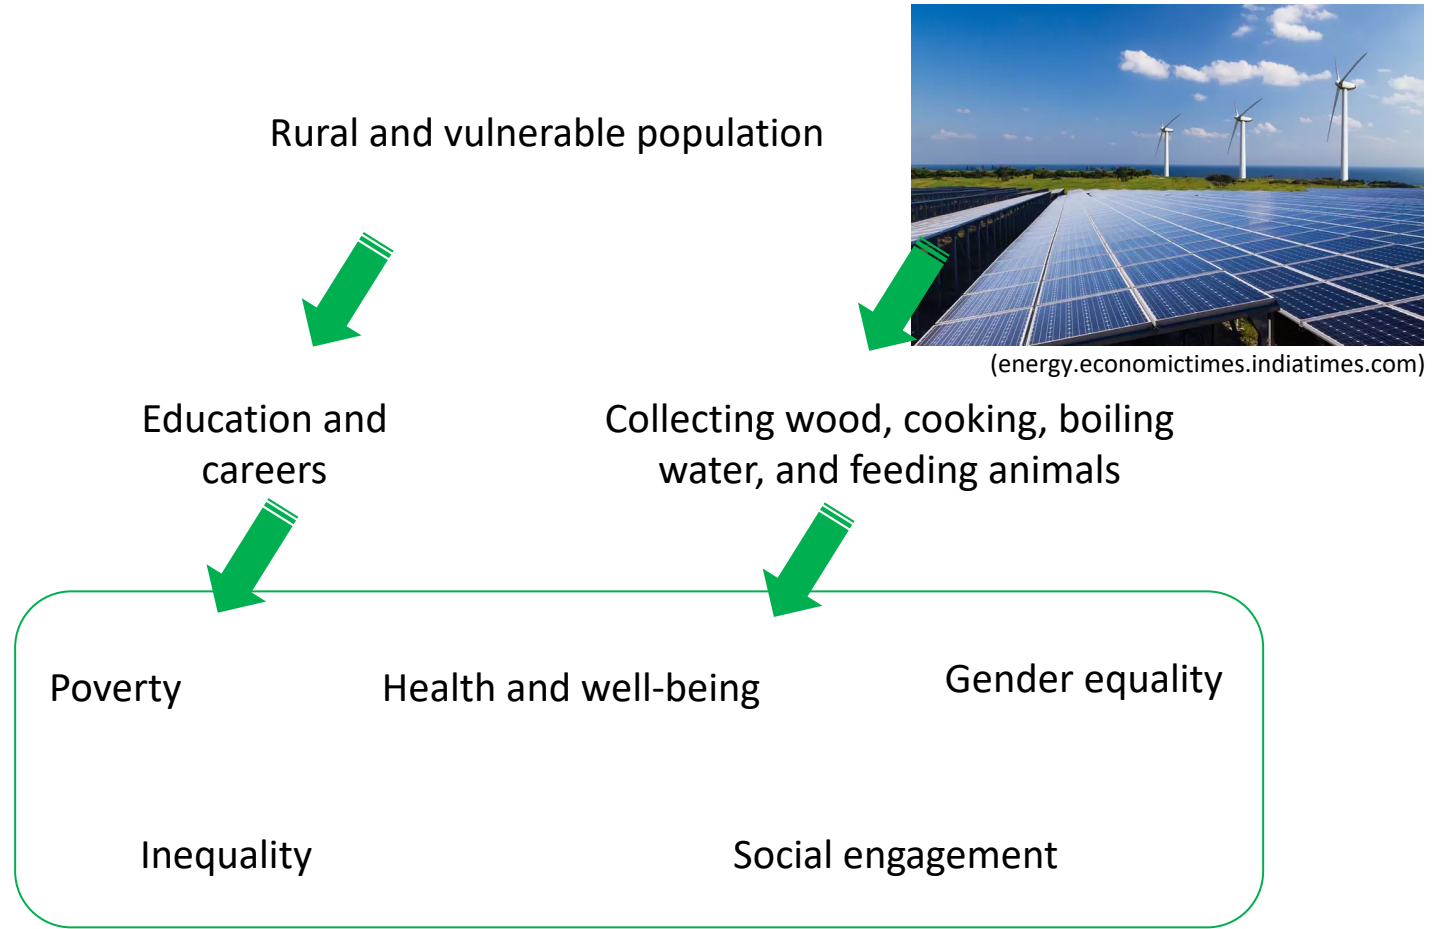 Rural and vulnerable population
(energy.economictimes.indiatimes.com)
Education and
careers
Collecting wood, cooking, boiling
water, and feeding animals
Poverty
Health and well-being
Gender equality
Inequality
Social engagement